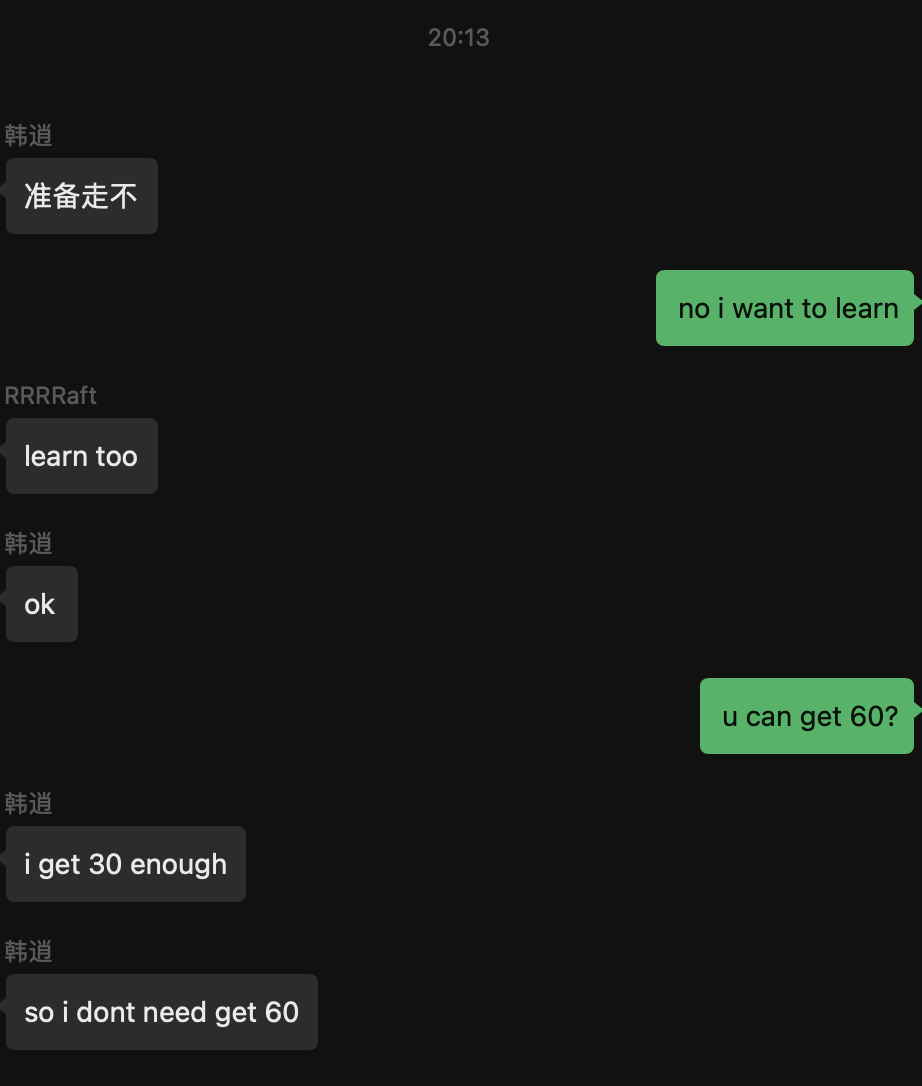 20:13
韩逍
准备走不
no i want to learn
RRRRaft
learn too
韩逍
ok
u can get 60?
韩逍
i get 30 enough
韩逍
so i dont need get 60